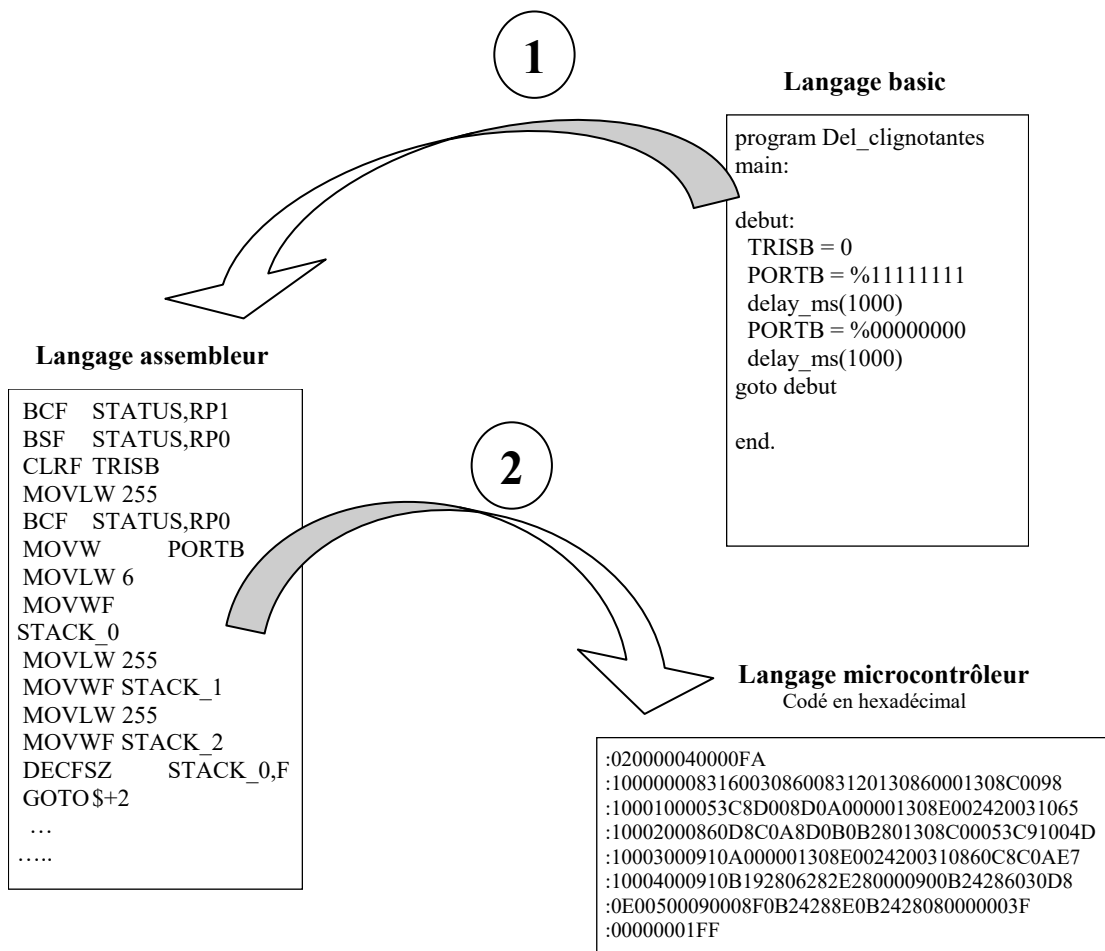 1
Langage basic
program Del_clignotantes
main:
debut:
TRISB = 0
PORTB = %11111111
delay_ms(1000)
PORTB = %00000000
delay_ms(1000)
goto debut
end.
Langage assembleur
BCF STATUS,RP1
BSF STATUS,RP0
CLRF TRISB
MOVLW 255
BCF STATUS,RP0
MOVW PORTB
MOVLW 6
MOVWF
STACK_0
MOVLW 255
MOVWF STACK_1
MOVLW 255
MOVWF STACK_2
DECFSZ STACK_0,F
GOTO $+2
…
…..
2
Langage microcontrôleur
Codé en hexadécimal
:020000040000FA
:1000000083160030860083120130860001308C0098
:10001000053C8D008D0A000001308E002420031065
:10002000860D8C0A8D0B0B2801308C00053C91004D
:10003000910A000001308E0024200310860C8C0AE7
:10004000910B192806282E280000900B24286030D8
:0E00500090008F0B24288E0B2428080000003F
:00000001FF